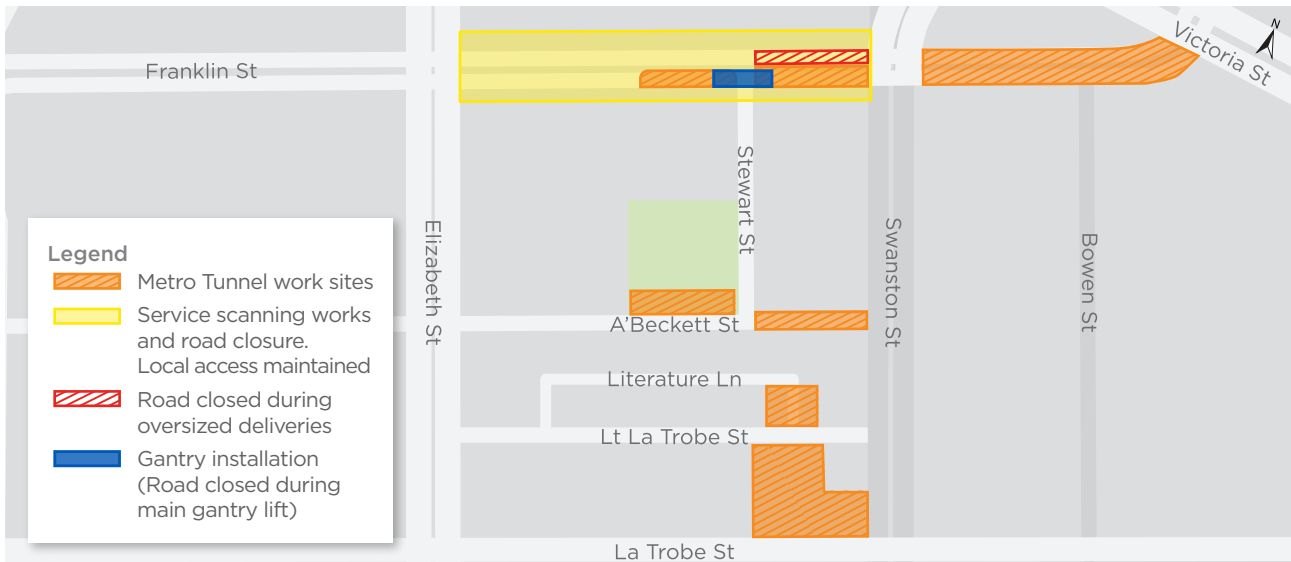 N
Victoria St
Franklin St
Stewart St
Elizabeth St
Swanston St
Bowen St
Legend
Metro Tunnel work sites
Service scanning works
and road closure.
Local access maintained
Road closed during
oversized deliveries
Gantry installation
(Road closed during
main gantry lift)
A'Beckett St
Literature Ln
Lt La Trobe St
La Trobe St